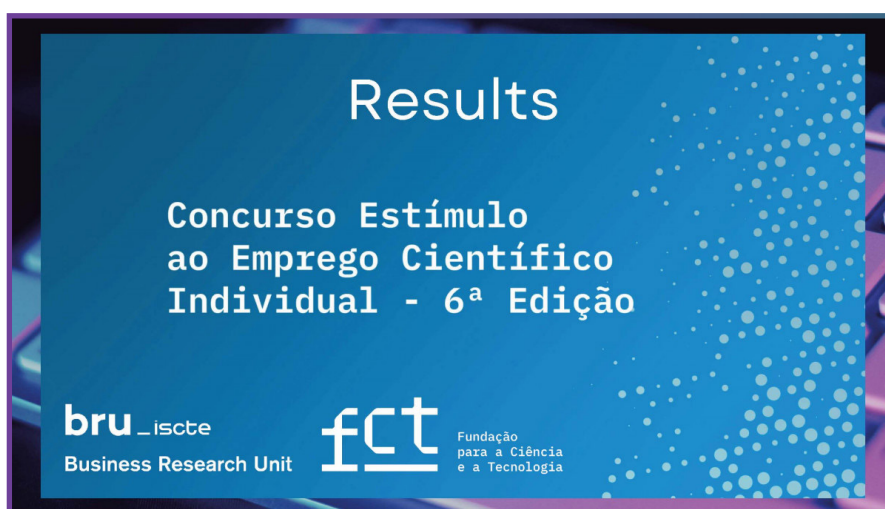 Results
Concurso Estímulo
ao Emprego Científico
Individual - 6ª Edição
bru_iscte
Business Research Unit
fct
Fundação
para a Ciência
e a Tecnologia